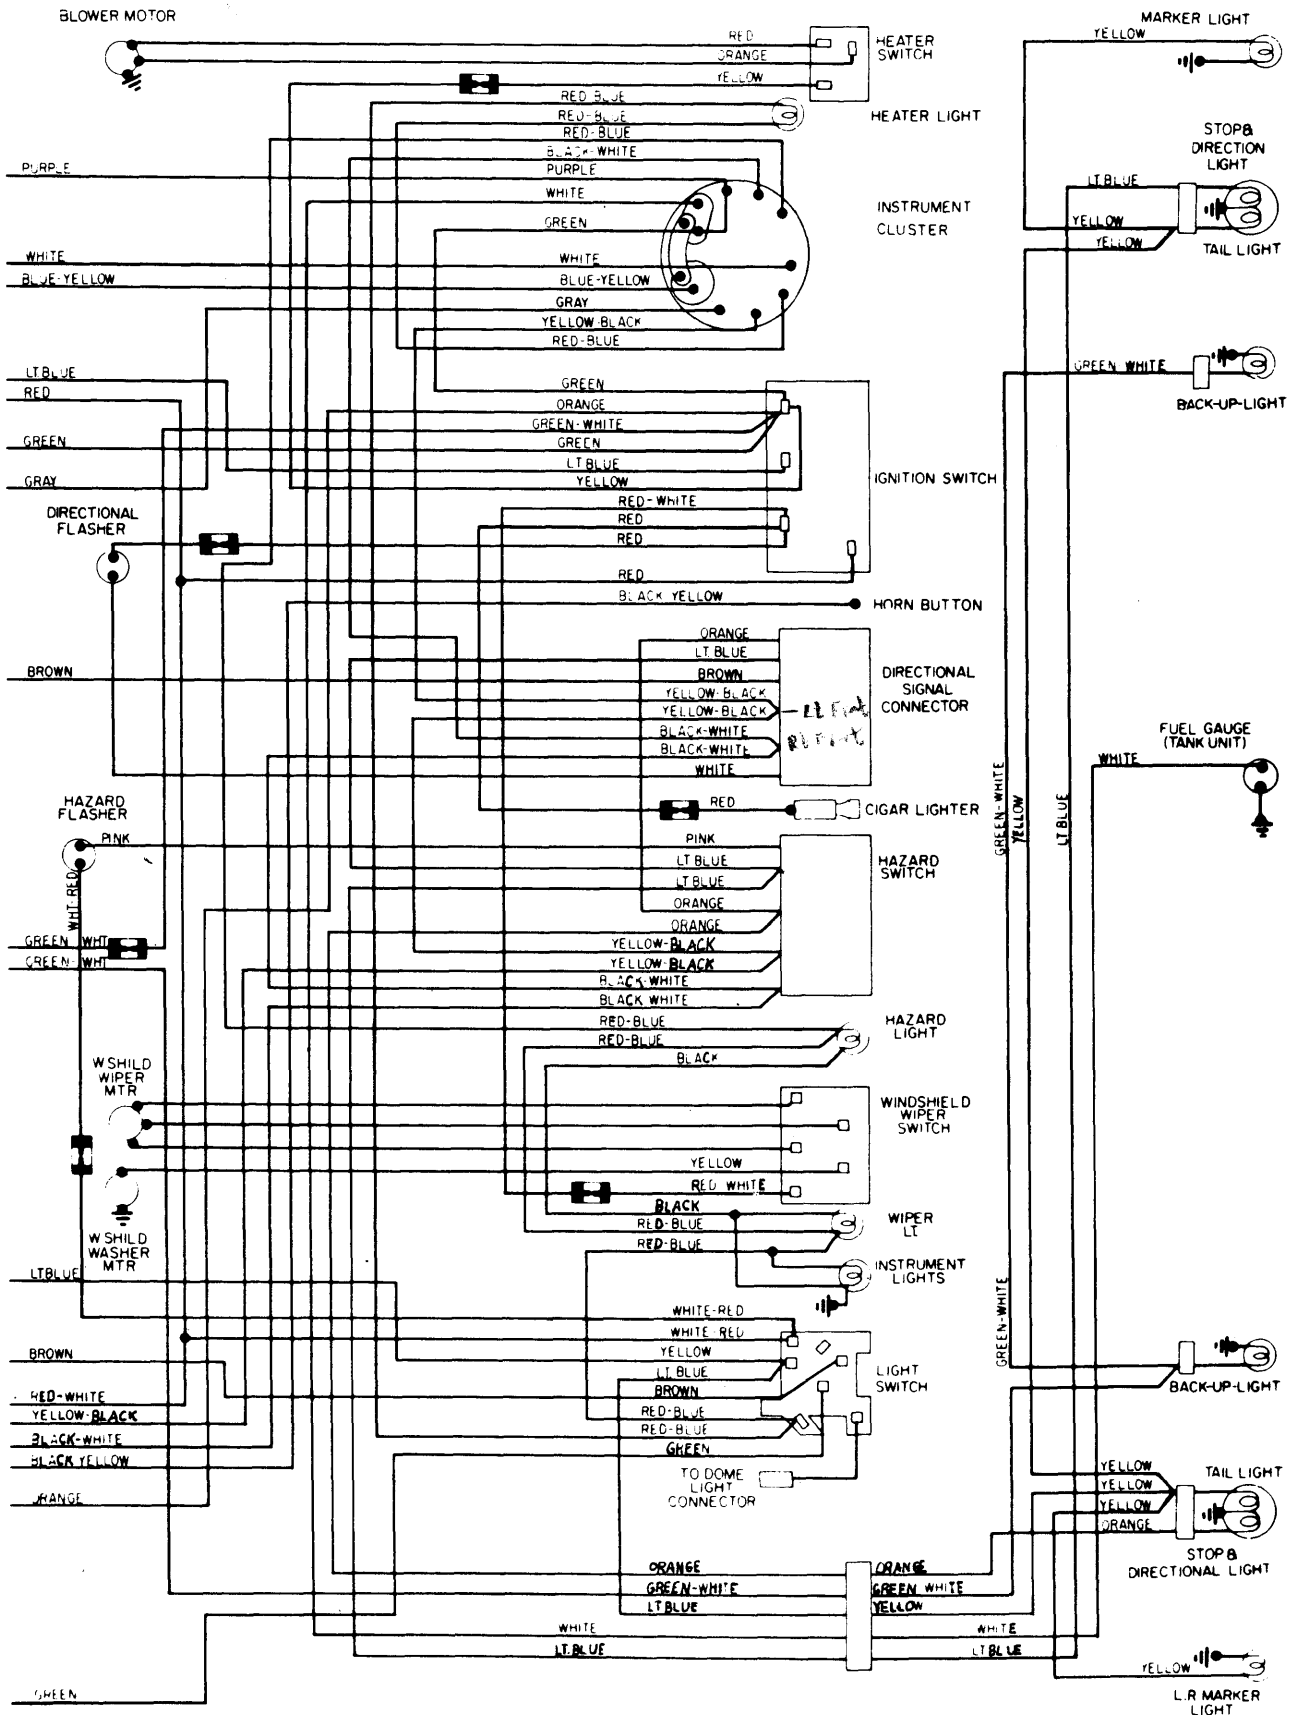 BLOWER MOTOR
RED
ORANGE
YELLOW
HEATER
SWITCH
RED BLUE
RED-BLUE
HEATER LIGHT
RED-BLUE
BLACK-WHITE
PURPLE
PURPLE
WHITE
GREEN
INSTRUMENT
CLUSTER
WHITE
WHITE
BLUE-YELLOW
BLUE-YELLOW
GRAY
YELLOW-BLACK
RED-BLUE
LT.BLUE
RED
GREEN
ORANGE
GREEN-WHITE
GREEN
GREEN
LT BLUE
YELLOW
GRAY
IGNITION SWITCH
RED-WHITE
RED
RED
DIRECTIONAL
FLASHER
RED
BLACK YELLOW
HORN BUTTON
ORANGE
LT. BLUE
BROWN
BROWN
YELLOW-BLACK
YELLOW-BLACK
BLACK-WHITE
BLACK-WHITE
WHITE
DIRECTIONAL
SIGNAL
CONNECTOR
RED
CIGAR LIGHTER
HAZARD
FLASHER
PINK
WHT-RED
PINK
LT BLUE
LT BLUE
ORANGE
ORANGE
YELLOW-BLACK
YELLOW-BLACK
BLACK-WHITE
BLACK WHITE
HAZARD
SWITCH
GREEN WHT
GREEN-WHT
RED-BLUE
RED-BLUE
BLACK
HAZARD
LIGHT
W SHILD
WIPER
MTR
WINDSHIELD
WIPER
SWITCH
YELLOW
RED WHITE
BLACK
RED-BLUE
RED-BLUE
WIPER
LT
W SHILD
WASHER
MTR
INSTRUMENT
LIGHTS
LTBLUE
WHITE-RED
WHITE RED
YELLOW
LT BLUE
BROWN
RED-BLUE
RED-BLUE
GREEN
LIGHT
SWITCH
BROWN
RED-WHITE
YELLOW-BLACK
BLACK-WHITE
BLACK YELLOW
ORANGE
TO DOME
LIGHT
CONNECTOR
ORANGE
GREEN-WHITE
LT BLUE
WHITE
LT.BLUE
ORANGE
GREEN WHITE
YELLOW
WHITE
LT BLUE
GREEN
MARKER LIGHT
YELLOW
STOP &
DIRECTION
LIGHT
LT.BLUE
YELLOW
YELLOW
TAIL LIGHT
GREEN WHITE
BACK-UP-LIGHT
FUEL GAUGE
(TANK UNIT)
WHITE
GREEN-WHITE
YELLOW
LT BLUE
GREEN-WHITE
BACK-UP-LIGHT
YELLOW
YELLOW
YELLOW
ORANGE
TAIL LIGHT
STOP &
DIRECTIONAL LIGHT
YELLOW
L.R MARKER
LIGHT